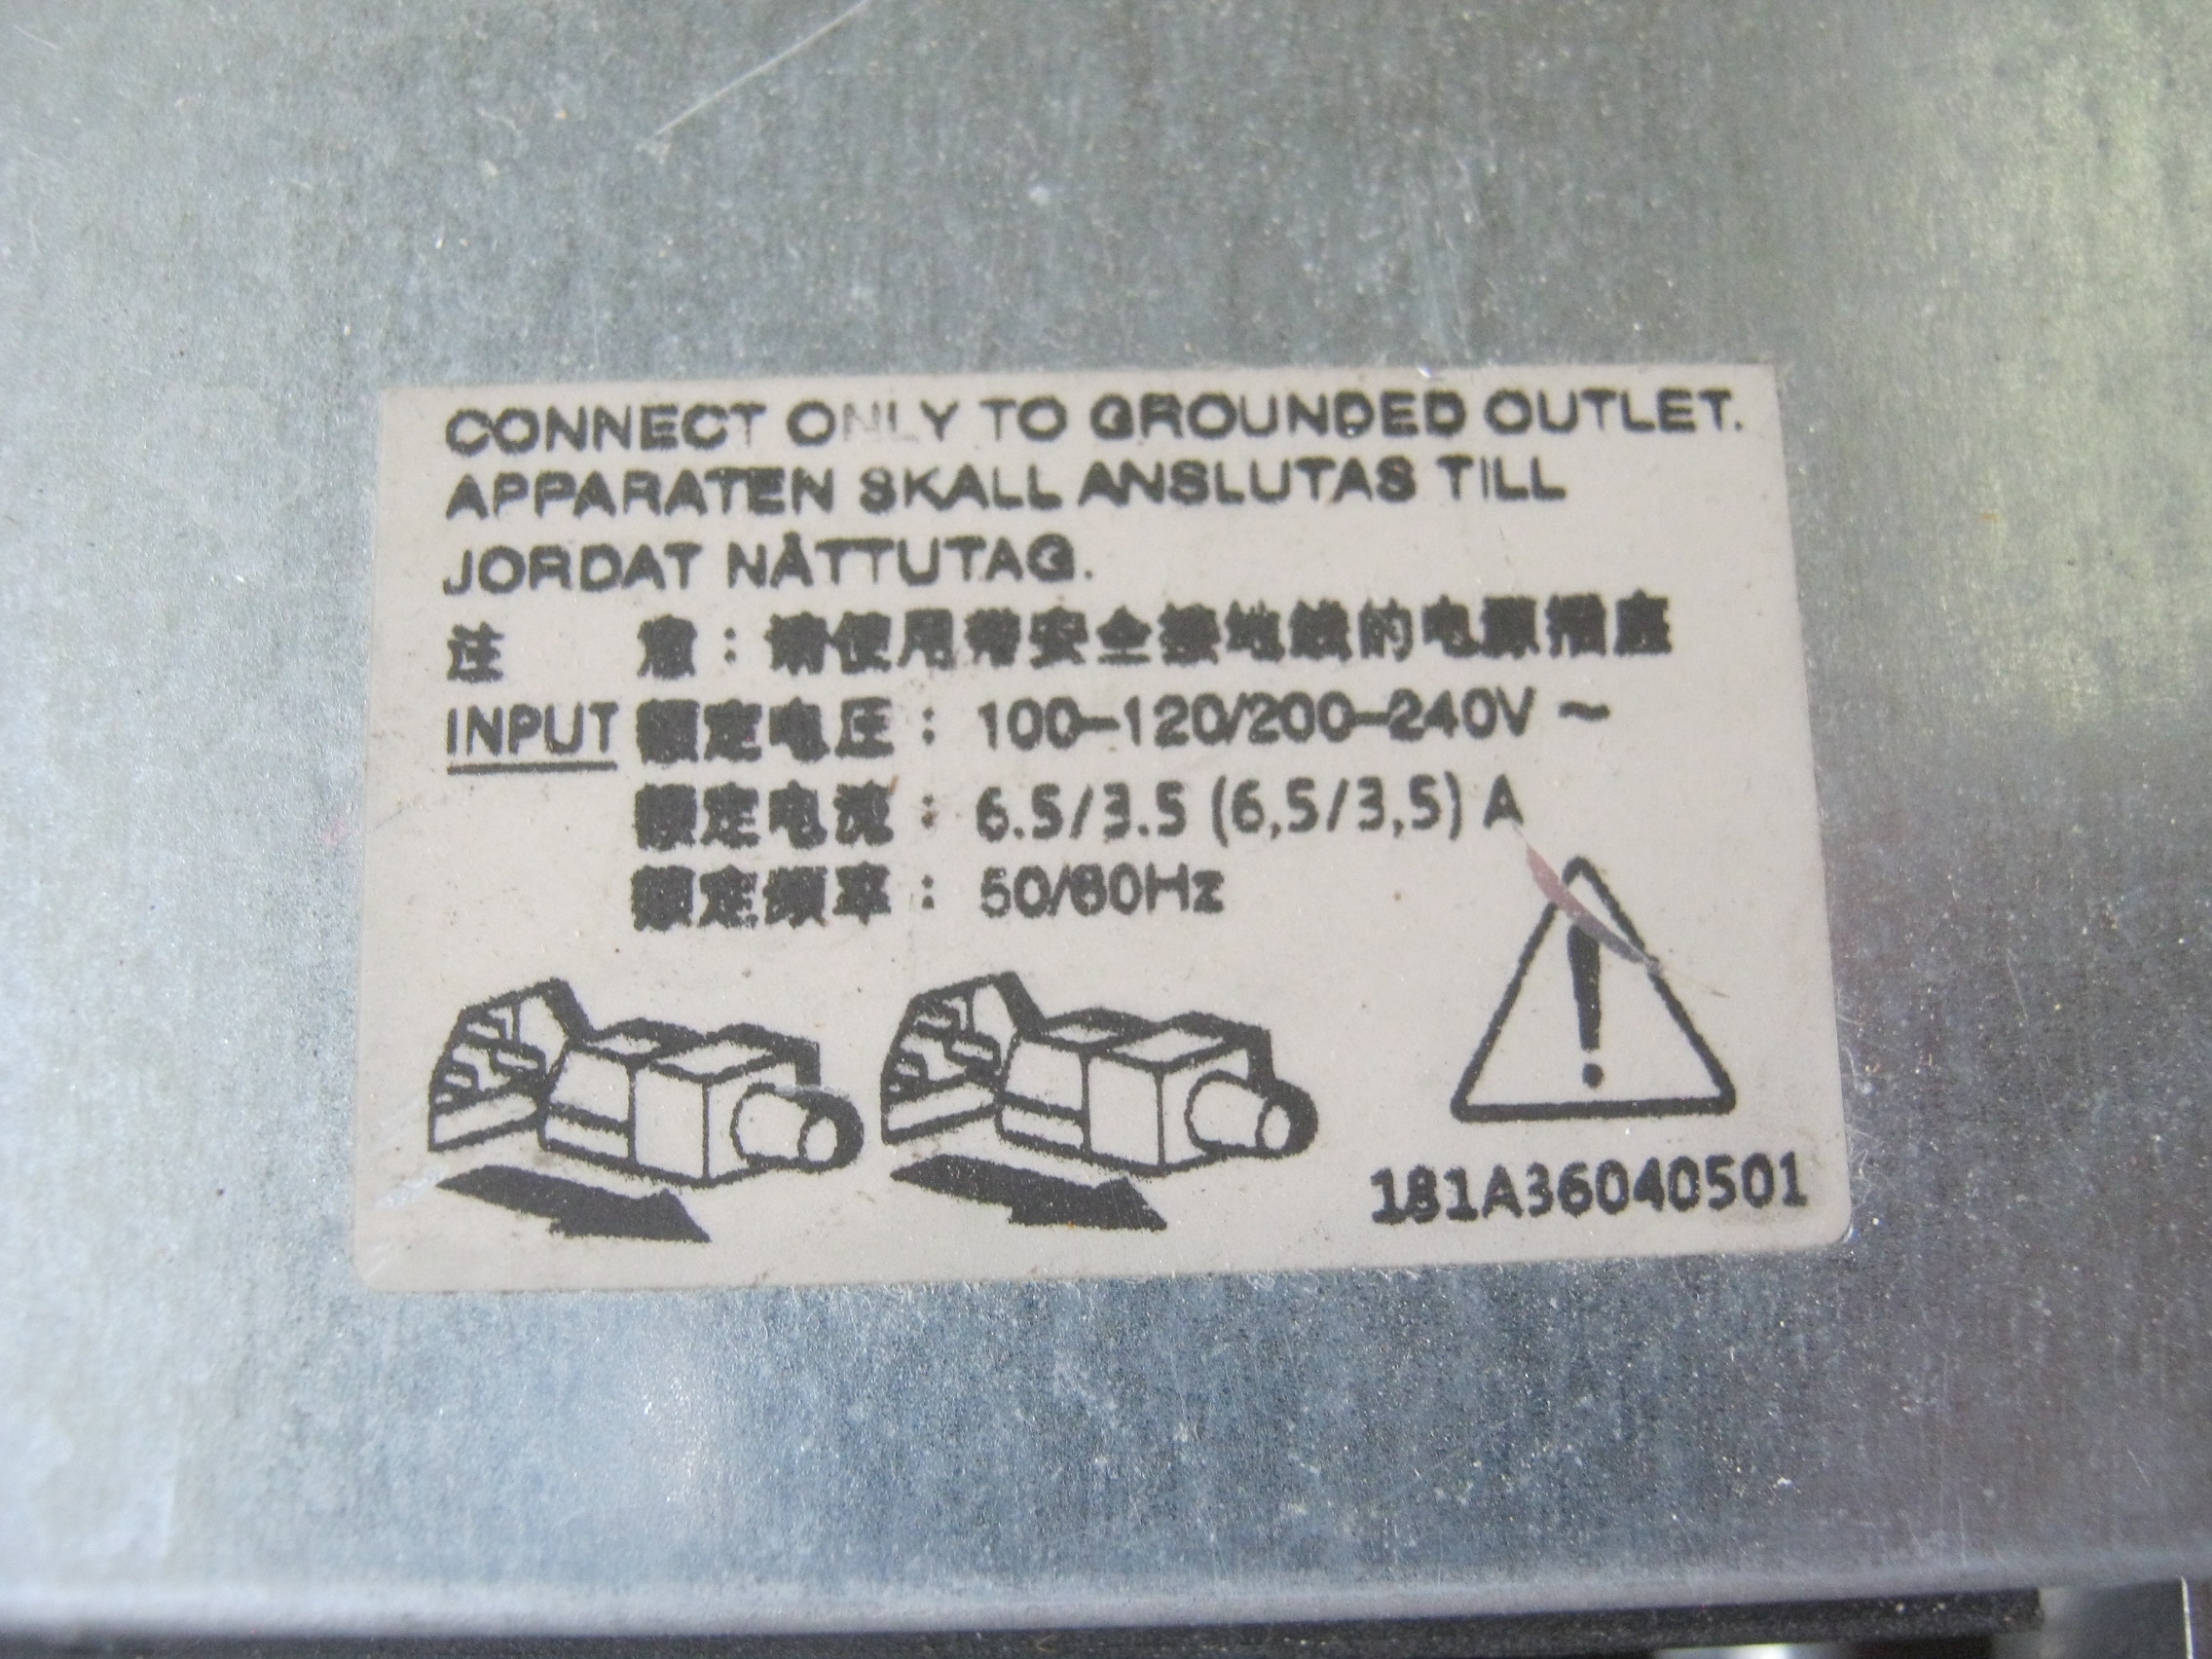 CONNECT ONLY TO GROUNDED OUTLET.
APPARATEN SKALL ANSLUTAS TILL
JORDAT NÄTTUTAG.
注 意：请使用带安全接地线的电源插座
INPUT 额定电压：100-120/200-240V ~
额定电流：6.5/3.5 (6,5/3,5) A
额定频率：50/60Hz
181A36040501